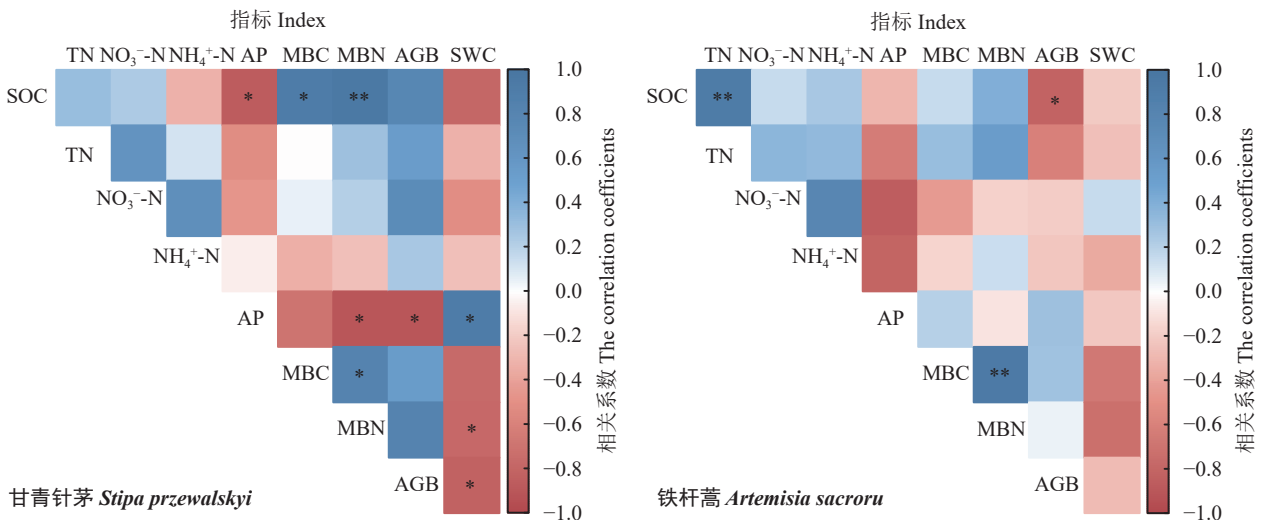 指标 Index
TN NO₃⁻-N NH₄⁺-N AP MBC MBN AGB SWC
SOC * * **
TN
NO₃⁻-N
NH₄⁺-N
AP * * *
MBC *
MBN *
AGB *
1.0
0.8
0.6
0.4
0.2
0.0
−0.2
−0.4
−0.6
−0.8
−1.0
相关系数 The correlation coefficients
甘青针茅 Stipa przewalskyi
指标 Index
TN NO₃⁻-N NH₄⁺-N AP MBC MBN AGB SWC
SOC ** *
TN
NO₃⁻-N
NH₄⁺-N
AP
MBC **
MBN
AGB
1.0
0.8
0.6
0.4
0.2
0.0
−0.2
−0.4
−0.6
−0.8
−1.0
相关系数 The correlation coefficients
铁杆蒿 Artemisia sacroru